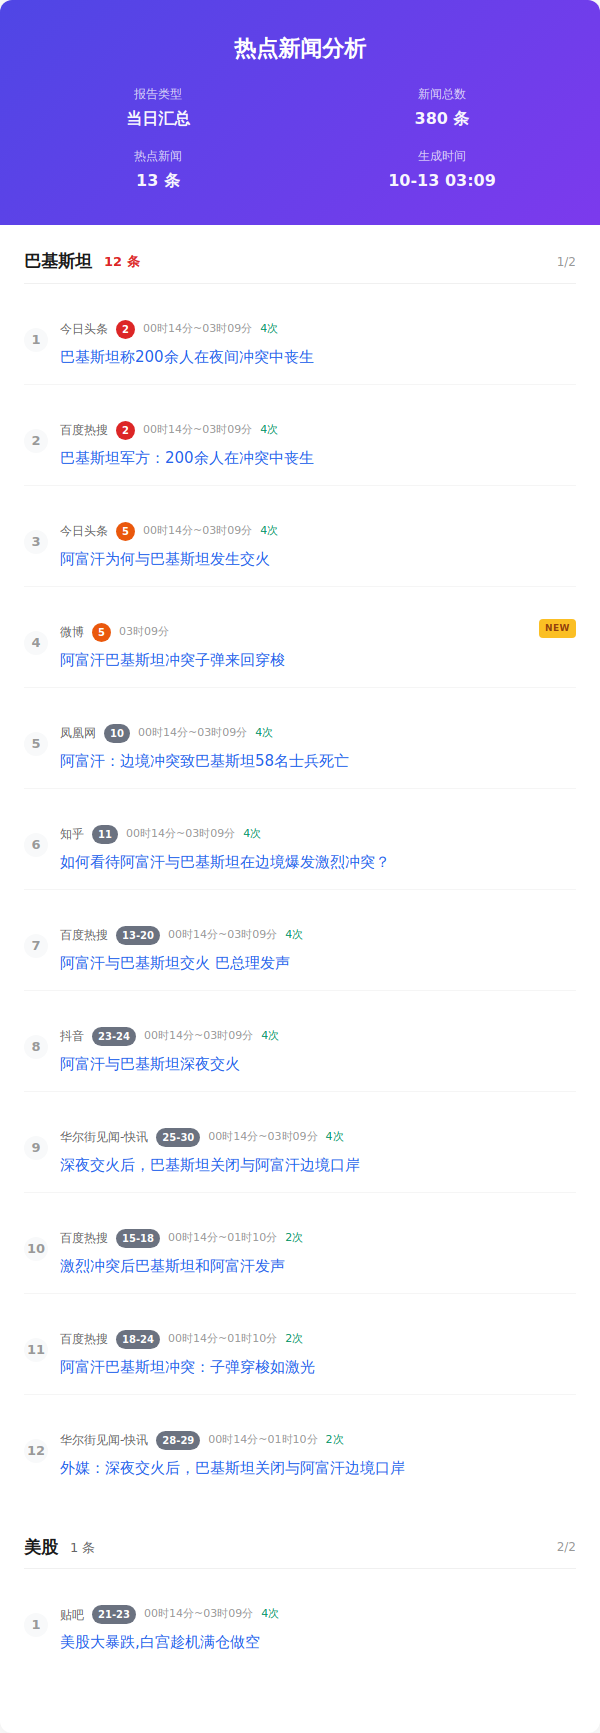 热点新闻分析
报告类型 新闻总数
当日汇总 380 条
热点新闻 生成时间
13 条 10-13 03:09
巴基斯坦 12 条 1/2
1 今日头条 2 00时14分~03时09分 4次
巴基斯坦称200余人在夜间冲突中丧生
2 百度热搜 2 00时14分~03时09分 4次
巴基斯坦军方：200余人在冲突中丧生
3 今日头条 5 00时14分~03时09分 4次
阿富汗为何与巴基斯坦发生交火
4 微博 5 03时09分 NEW
阿富汗巴基斯坦冲突子弹来回穿梭
5 凤凰网 10 00时14分~03时09分 4次
阿富汗：边境冲突致巴基斯坦58名士兵死亡
6 知乎 11 00时14分~03时09分 4次
如何看待阿富汗与巴基斯坦在边境爆发激烈冲突？
7 百度热搜 13-20 00时14分~03时09分 4次
阿富汗与巴基斯坦交火 巴总理发声
8 抖音 23-24 00时14分~03时09分 4次
阿富汗与巴基斯坦深夜交火
9 华尔街见闻-快讯 25-30 00时14分~03时09分 4次
深夜交火后，巴基斯坦关闭与阿富汗边境口岸
10 百度热搜 15-18 00时14分~01时10分 2次
激烈冲突后巴基斯坦和阿富汗发声
11 百度热搜 18-24 00时14分~01时10分 2次
阿富汗巴基斯坦冲突：子弹穿梭如激光
12 华尔街见闻-快讯 28-29 00时14分~01时10分 2次
外媒：深夜交火后，巴基斯坦关闭与阿富汗边境口岸
美股 1 条 2/2
1 贴吧 21-23 00时14分~03时09分 4次
美股大暴跌,白宫趁机满仓做空